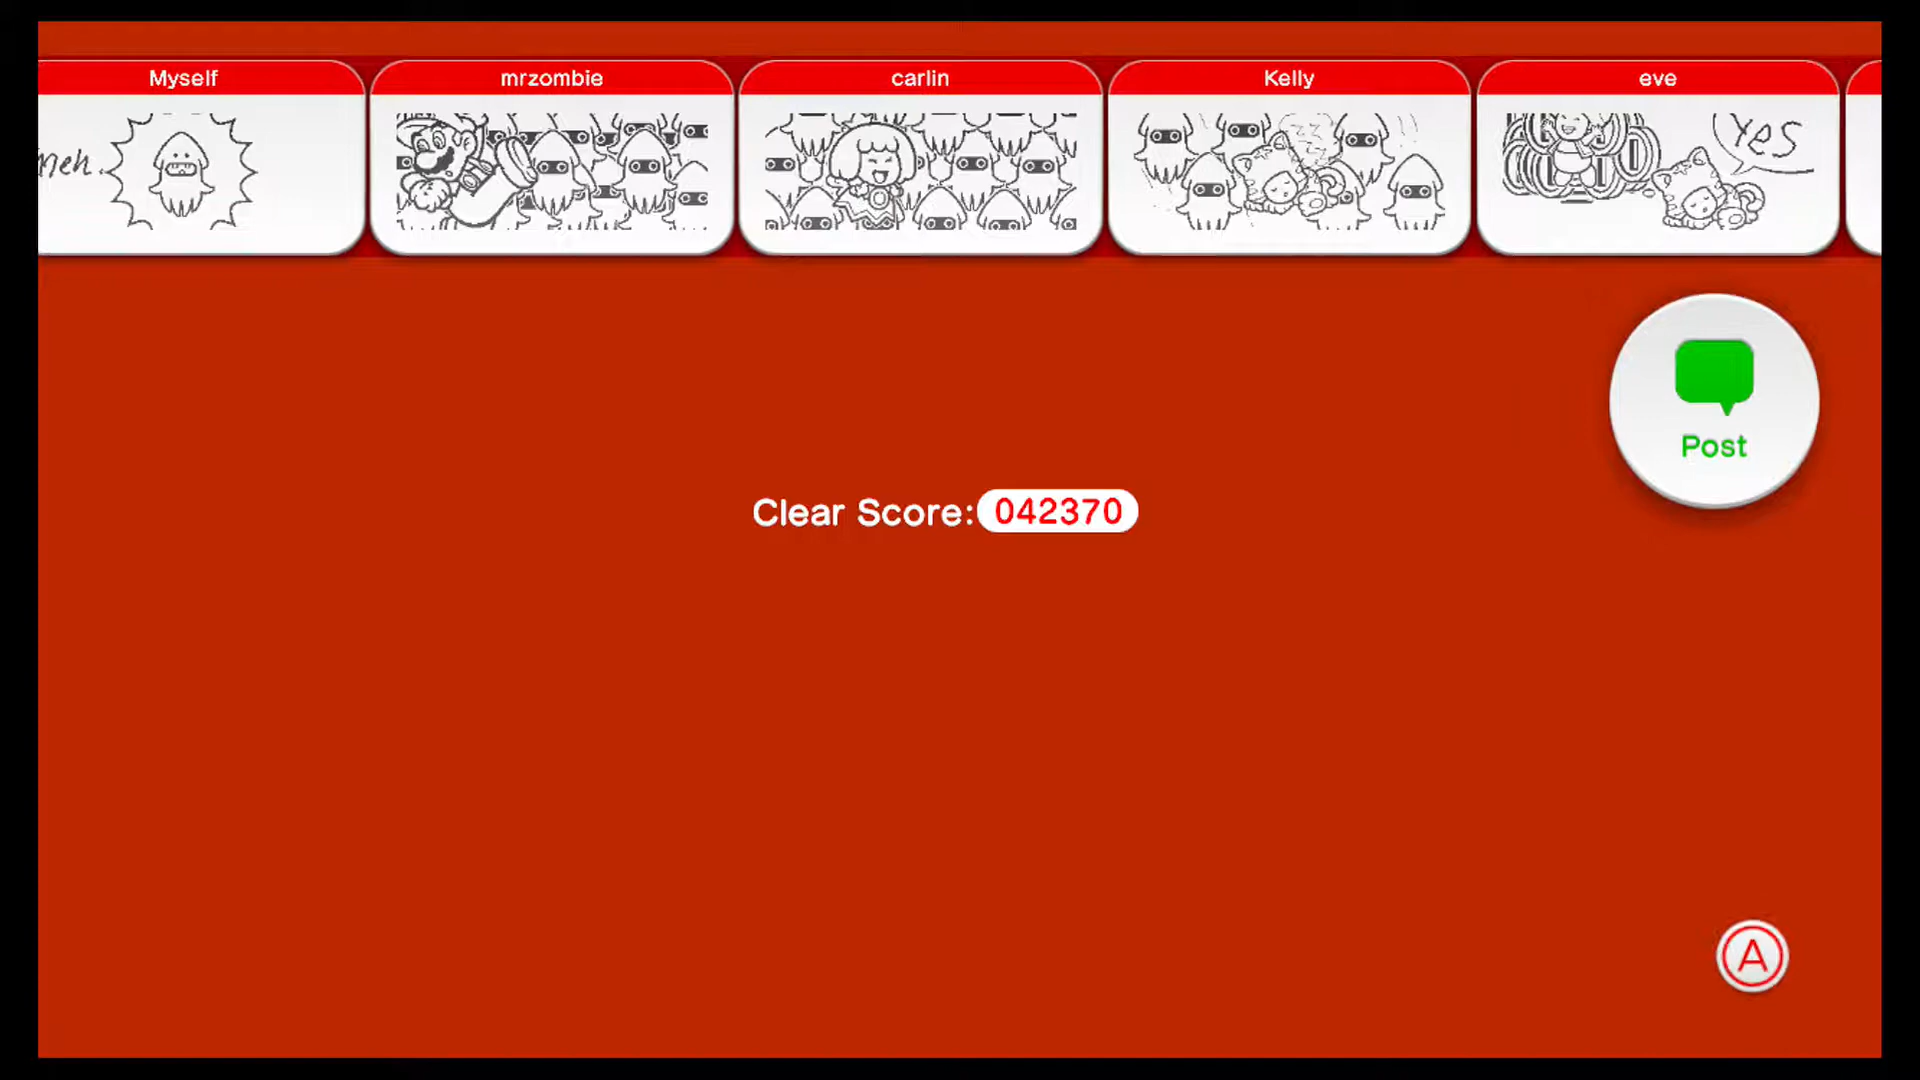 Myself
mrzombie
carlin
Kelly
eve
meh..
Yes
Post
Clear Score: 042370
A